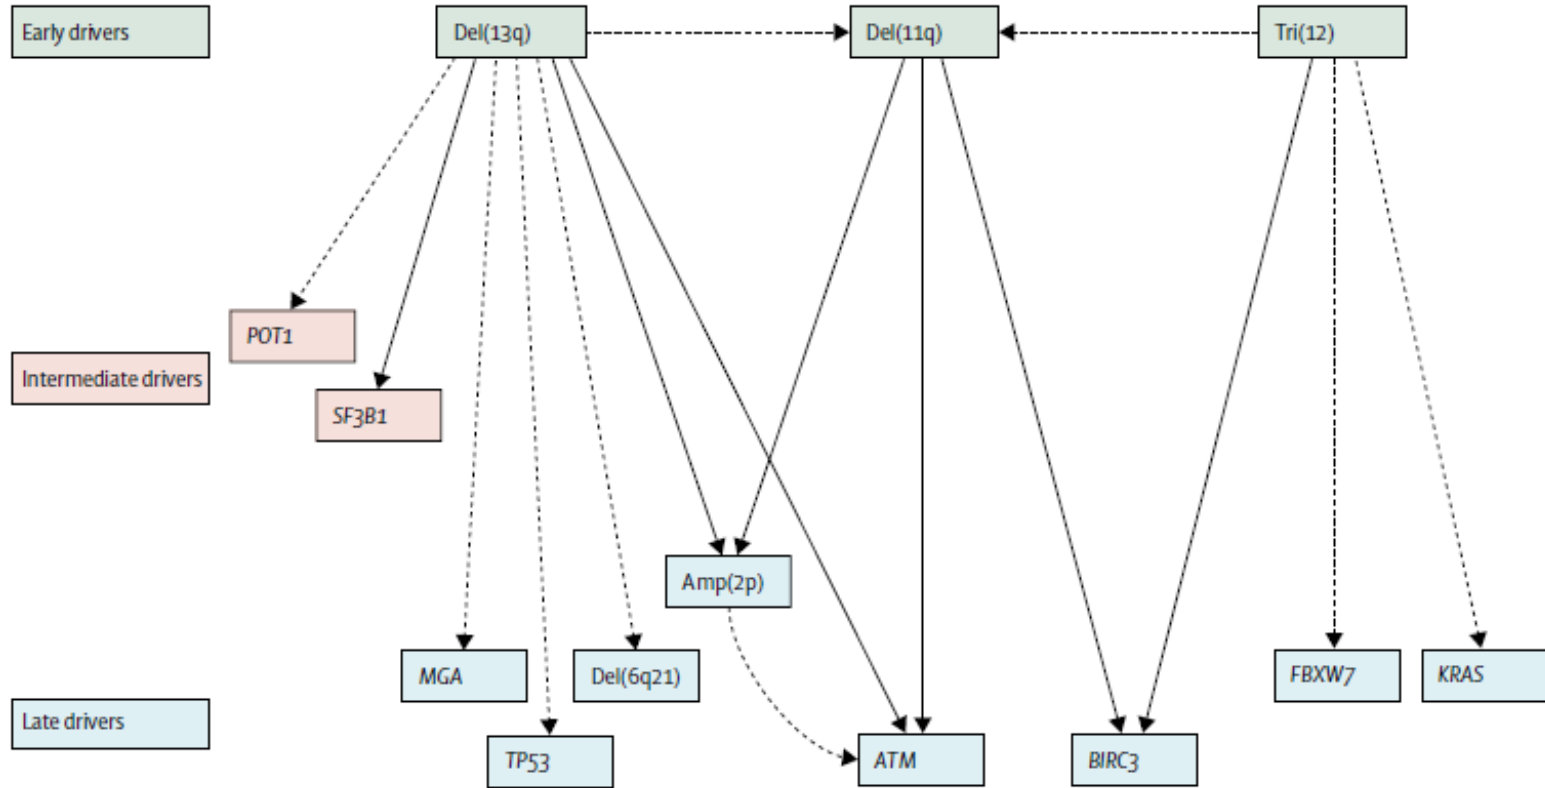 Early drivers
Del(13q)
Del(11q)
Tri(12)
POT1
Intermediate drivers
SF3B1
Amp(2p)
MGA
Del(6q21)
FBXW7
KRAS
Late drivers
TP53
ATM
BIRC3